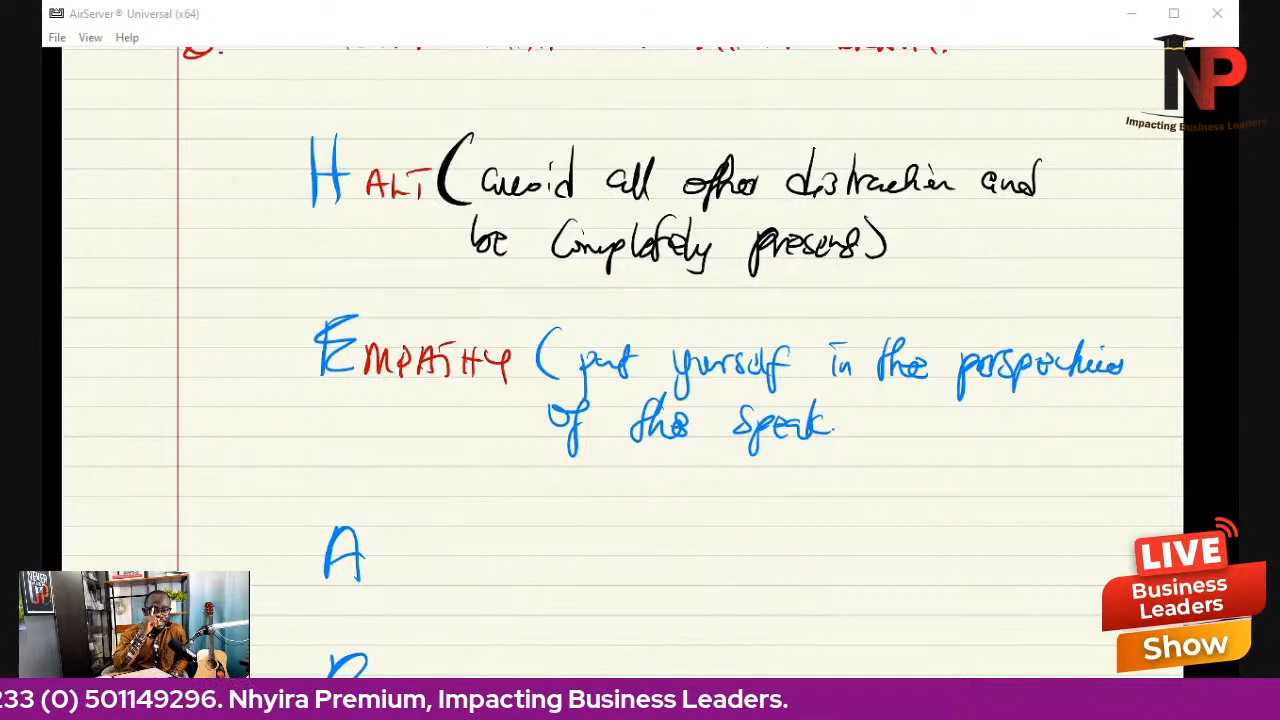 AirServer® Universal (x64)
File View Help
NP
Impacting Business Leaders
HALT (avoid all other distraction and
be completely present)
EMPATHY (put yourself in the perspective
of the speak
A
LIVE
Business
Leaders
Show
233 (0) 501149296. Nhyira Premium, Impacting Business Leaders.